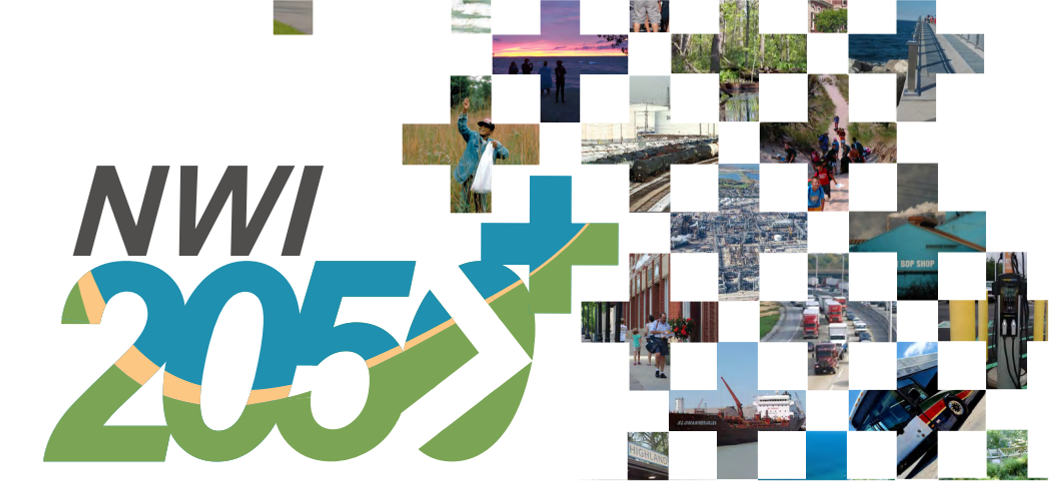 NWI
2050+
BOP SHOP
HIGHLAND